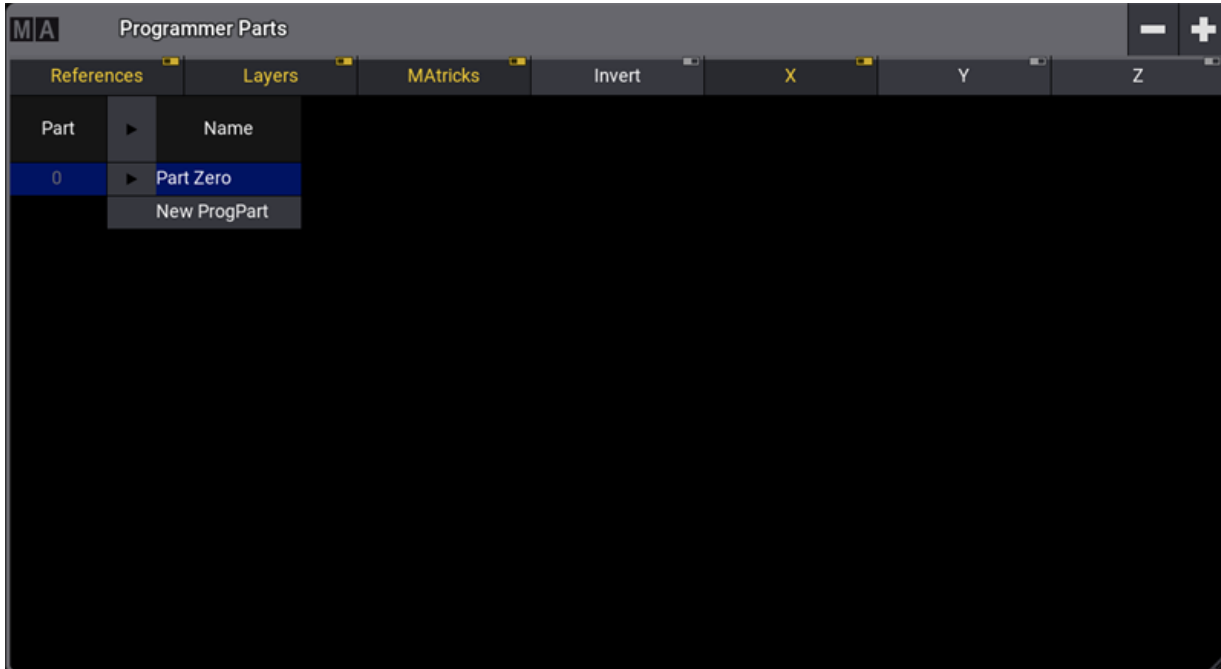 MA Programmer Parts
References Layers MAtricks Invert X Y Z
Part Name
0 Part Zero
New ProgPart